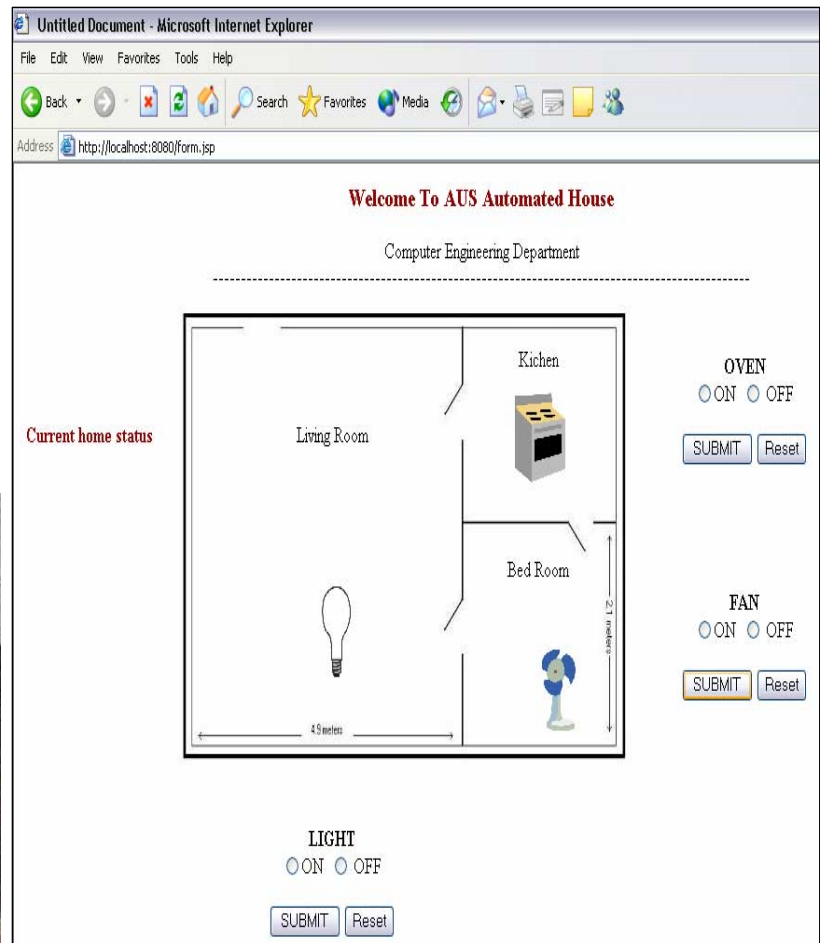 Untitled Document - Microsoft Internet Explorer
File Edit View Favorites Tools Help
Back Search Favorites Media
Address http://localhost:8080/form.jsp
Welcome To AUS Automated House
Computer Engineering Department
--------------------------------------------------------------------------------
Kichen
OVEN
ON OFF
Current home status
Living Room
SUBMIT Reset
Bed Room
2.1 meters
FAN
ON OFF
SUBMIT Reset
4.9 meters
LIGHT
ON OFF
SUBMIT Reset